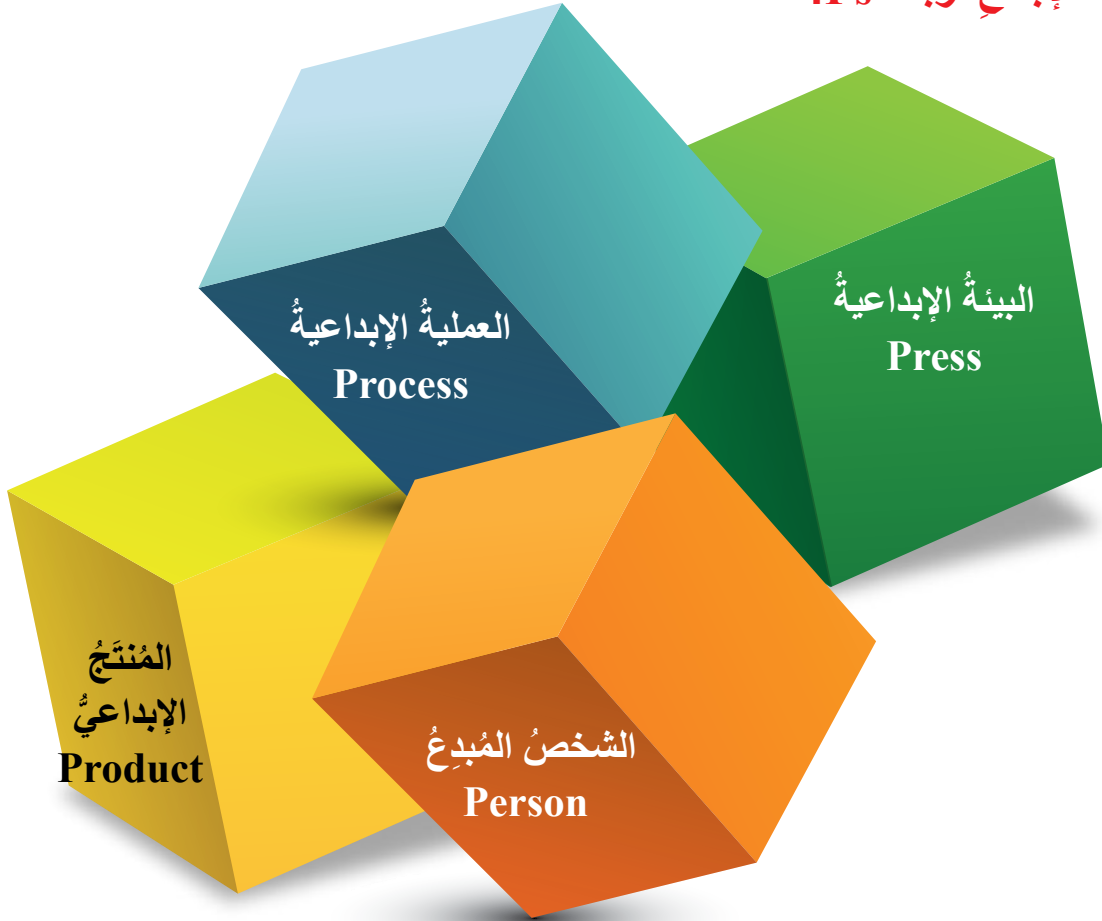 البيئةُ الإبداعيةُ
Press
العمليةُ الإبداعيةُ
Process
المُنتَجُ
الإبداعيُّ
Product
الشخصُ المُبدِعُ
Person